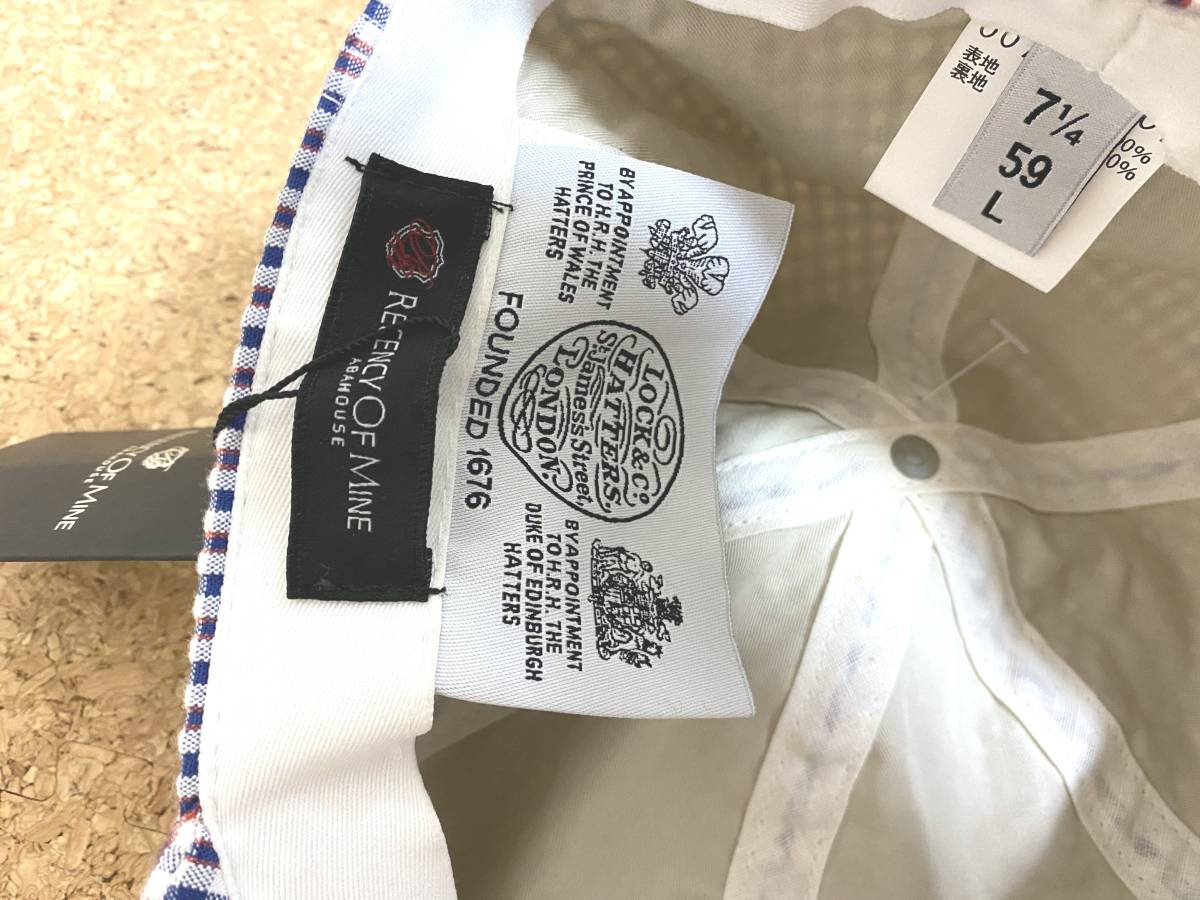 REGENCY OF MINE
ABAHOUSE
BY APPOINTMENT
TO H.R.H. THE
PRINCE OF WALES
HATTERS
LOCK & Co.
HATTERS,
St. James's Street
LONDON.
FOUNDED 1676
BY APPOINTMENT
TO H.R.H. THE
DUKE OF EDINBURGH
HATTERS
表地
裏地
7¼
59
L
0%
0%
OF MINE